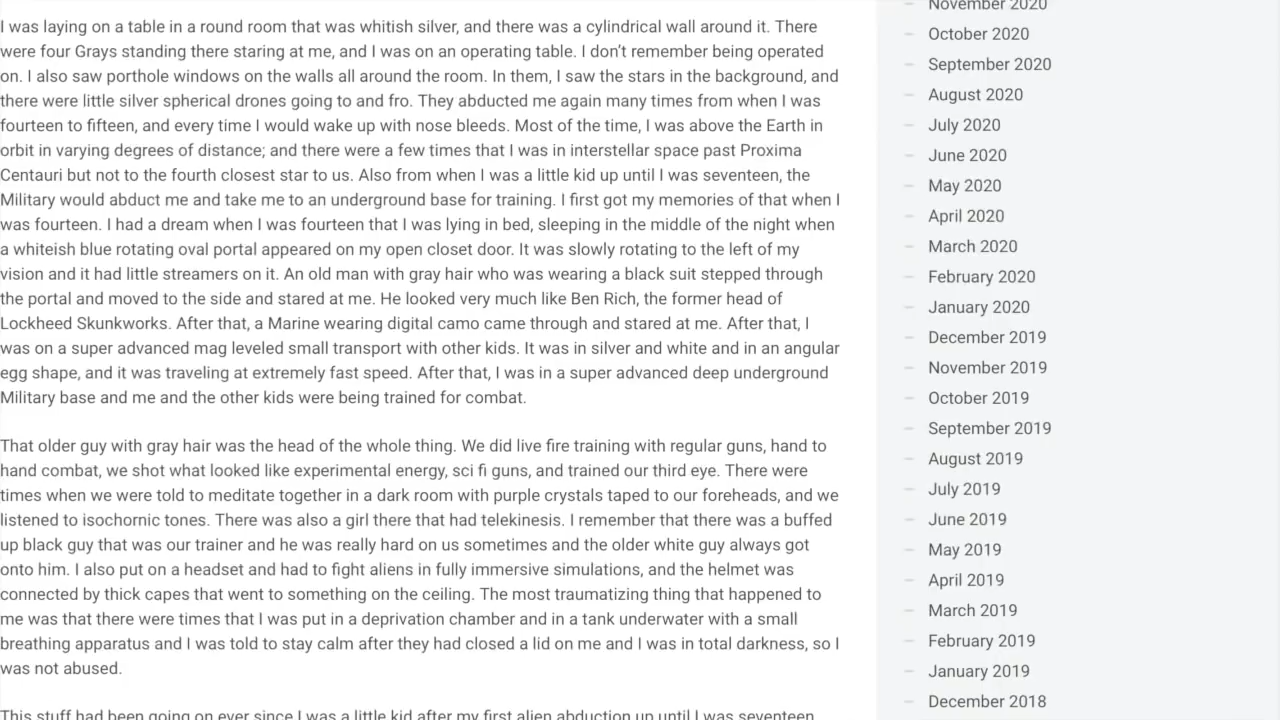 I was laying on a table in a round room that was whitish silver, and there was a cylindrical wall around it. There
were four Grays standing there staring at me, and I was on an operating table. I don’t remember being operated
on. I also saw porthole windows on the walls all around the room. In them, I saw the stars in the background, and
there were little silver spherical drones going to and fro. They abducted me again many times from when I was
fourteen to fifteen, and every time I would wake up with nose bleeds. Most of the time, I was above the Earth in
orbit in varying degrees of distance; and there were a few times that I was in interstellar space past Proxima
Centauri but not to the fourth closest star to us. Also from when I was a little kid up until I was seventeen, the
Military would abduct me and take me to an underground base for training. I first got my memories of that when I
was fourteen. I had a dream when I was fourteen that I was lying in bed, sleeping in the middle of the night when
a whiteish blue rotating oval portal appeared on my open closet door. It was slowly rotating to the left of my
vision and it had little streamers on it. An old man with gray hair who was wearing a black suit stepped through
the portal and moved to the side and stared at me. He looked very much like Ben Rich, the former head of
Lockheed Skunkworks. After that, a Marine wearing digital camo came through and stared at me. After that, I
was on a super advanced mag leveled small transport with other kids. It was in silver and white and in an angular
egg shape, and it was traveling at extremely fast speed. After that, I was in a super advanced deep underground
Military base and me and the other kids were being trained for combat.
That older guy with gray hair was the head of the whole thing. We did live fire training with regular guns, hand to
hand combat, we shot what looked like experimental energy, sci fi guns, and trained our third eye. There were
times when we were told to meditate together in a dark room with purple crystals taped to our foreheads, and we
listened to isochornic tones. There was also a girl there that had telekinesis. I remember that there was a buffed
up black guy that was our trainer and he was really hard on us sometimes and the older white guy always got
onto him. I also put on a headset and had to fight aliens in fully immersive simulations, and the helmet was
connected by thick capes that went to something on the ceiling. The most traumatizing thing that happened to
me was that there were times that I was put in a deprivation chamber and in a tank underwater with a small
breathing apparatus and I was told to stay calm after they had closed a lid on me and I was in total darkness, so I
was not abused.
This stuff had been going on ever since I was a little kid after my first alien abduction up until I was seventeen
November 2020
October 2020
September 2020
August 2020
July 2020
June 2020
May 2020
April 2020
March 2020
February 2020
January 2020
December 2019
November 2019
October 2019
September 2019
August 2019
July 2019
June 2019
May 2019
April 2019
March 2019
February 2019
January 2019
December 2018